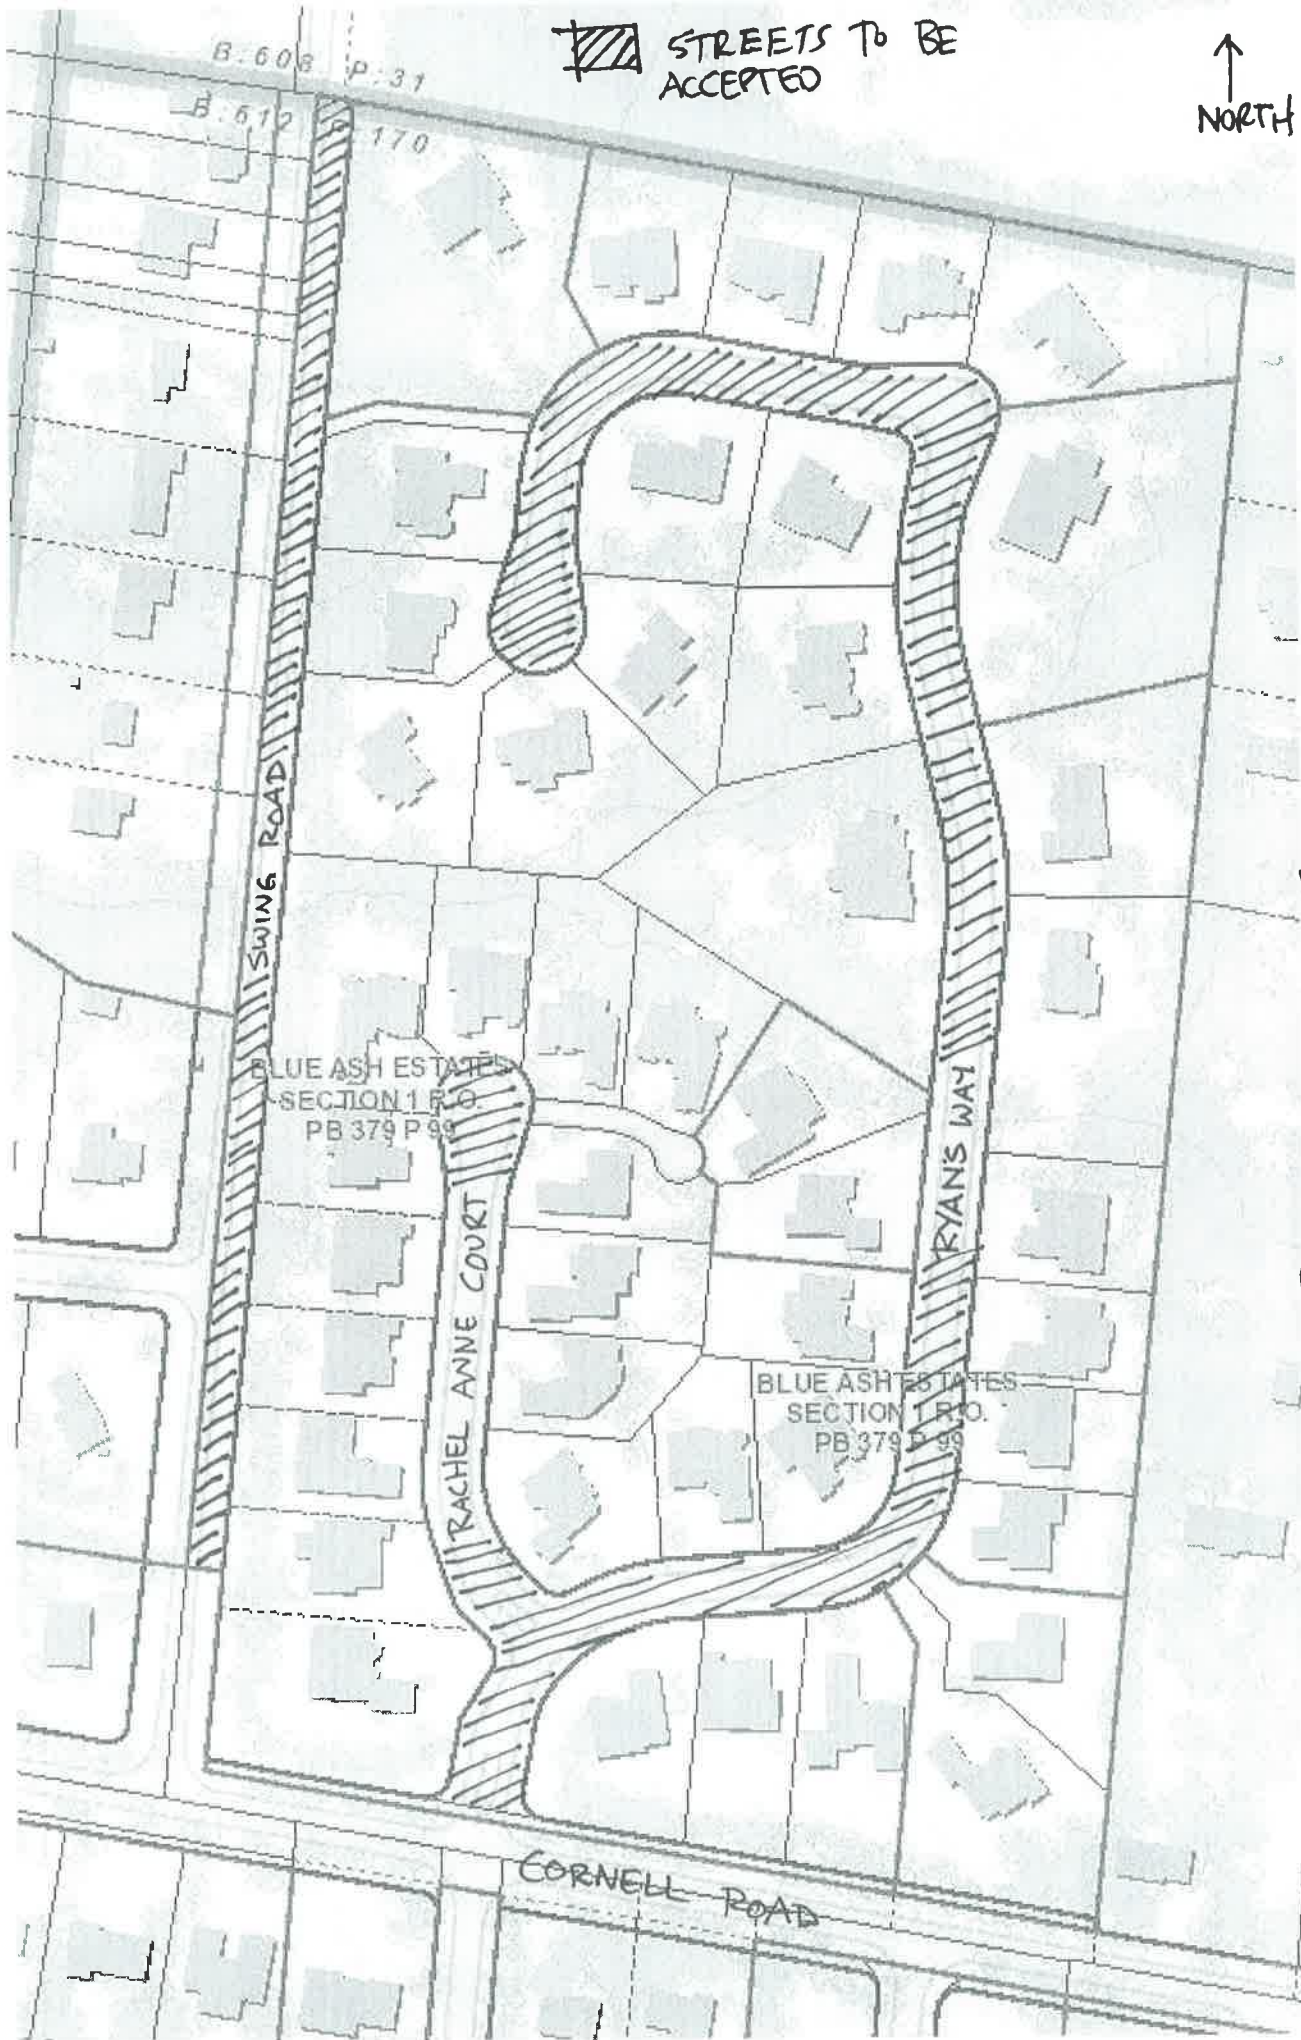 STREETS TO BE
ACCEPTED
NORTH
B:608 P:31
B:612 P:170
SWING ROAD
BLUE ASH ESTATES
SECTION 1 R.O.
PB 379 P 99
RACHEL ANNE COURT
RYANS WAY
BLUE ASH ESTATES
SECTION 1 R.O.
PB 379 P 99
CORNELL ROAD